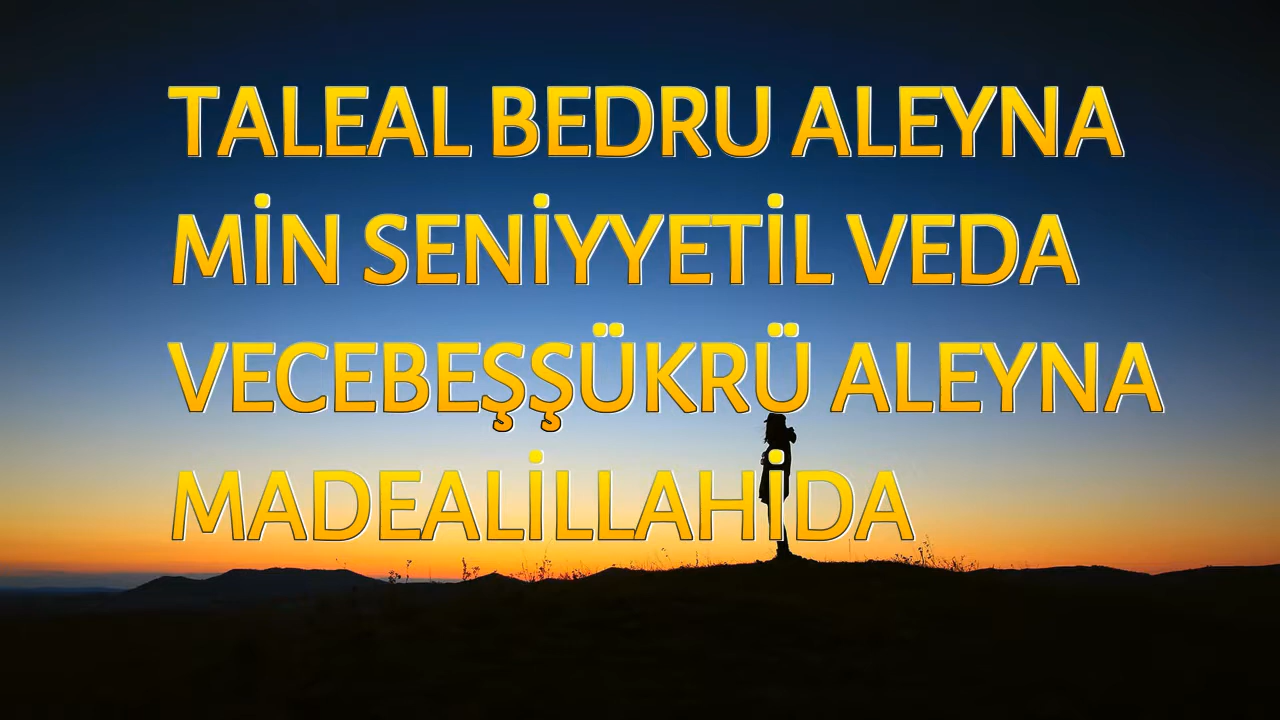 TALEAL BEDRU ALEYNA
MİN SENİYYETİL VEDA
VECEBEŞŞÜKRÜ ALEYNA
MADEALİLLAHİDA